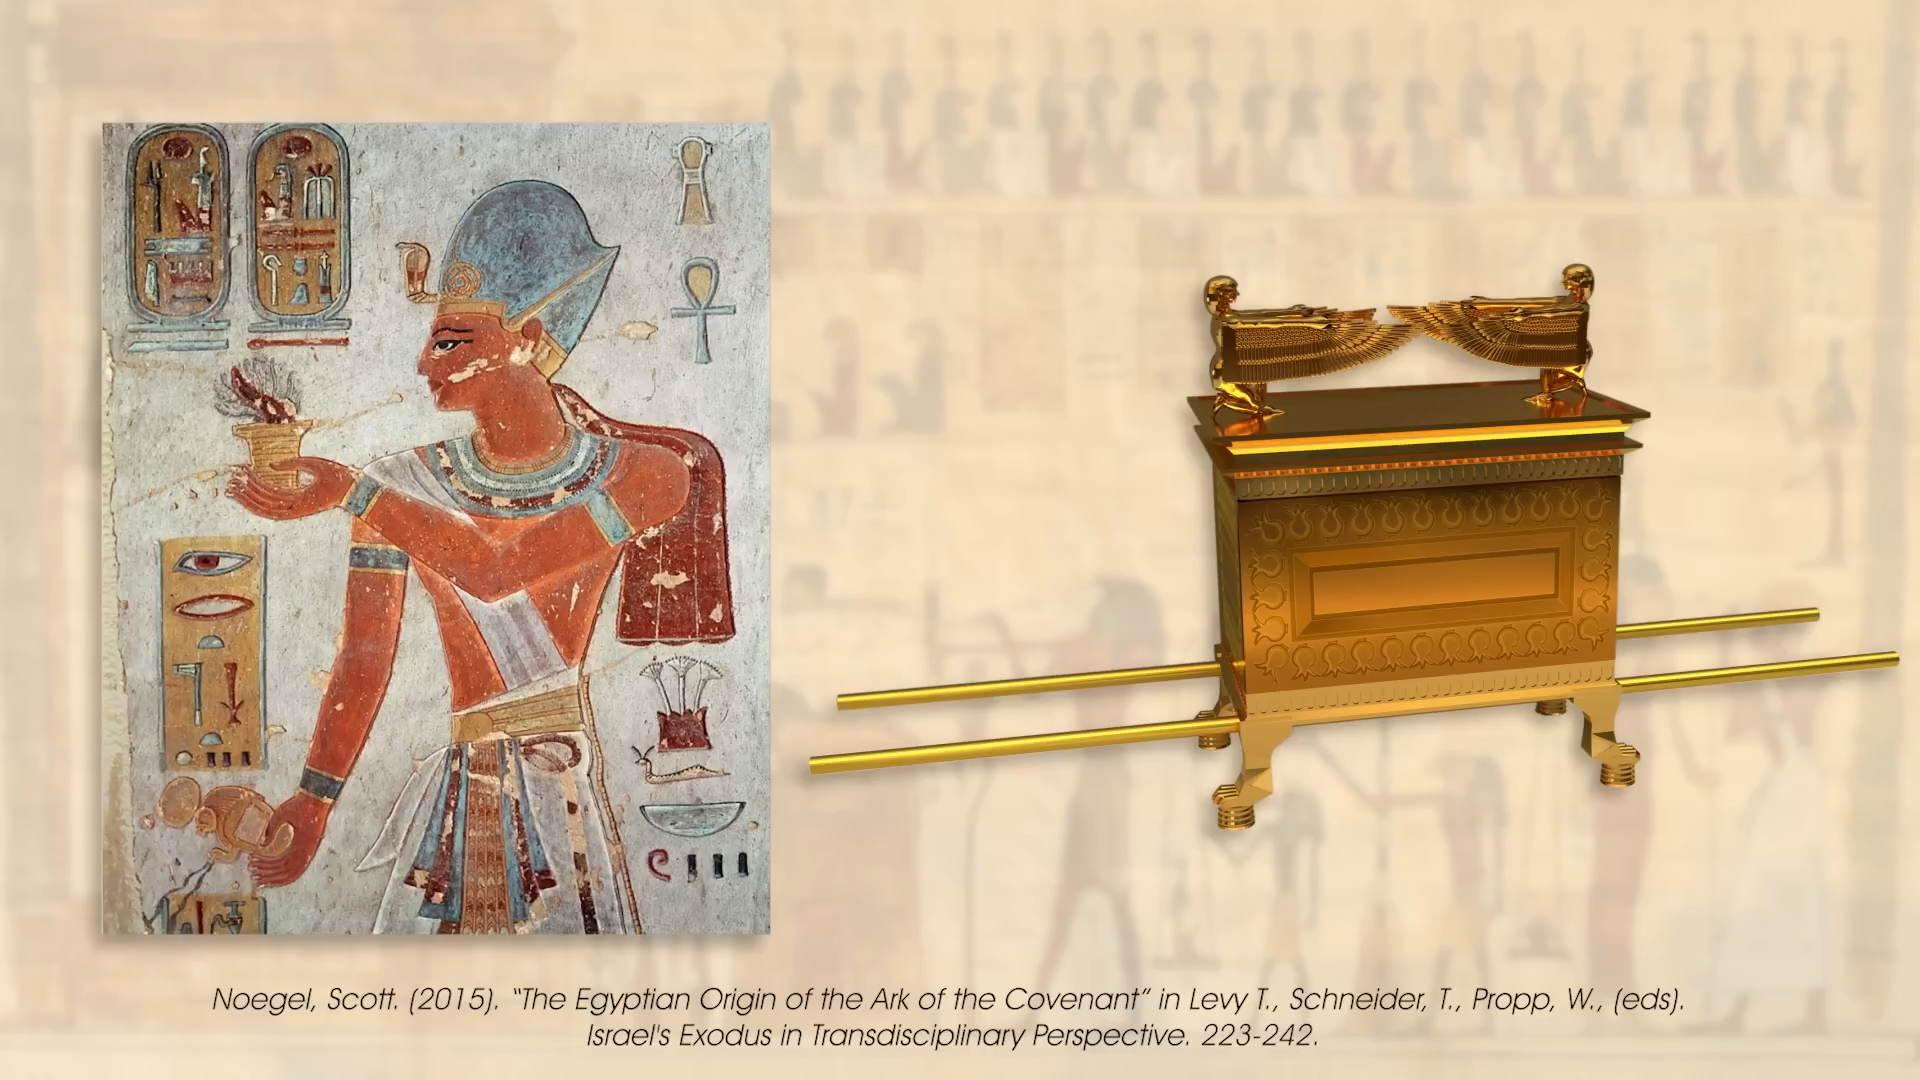 Noegel, Scott. (2015). "The Egyptian Origin of the Ark of the Covenant" in Levy T., Schneider, T., Propp, W., (eds).
Israel's Exodus in Transdisciplinary Perspective. 223-242.